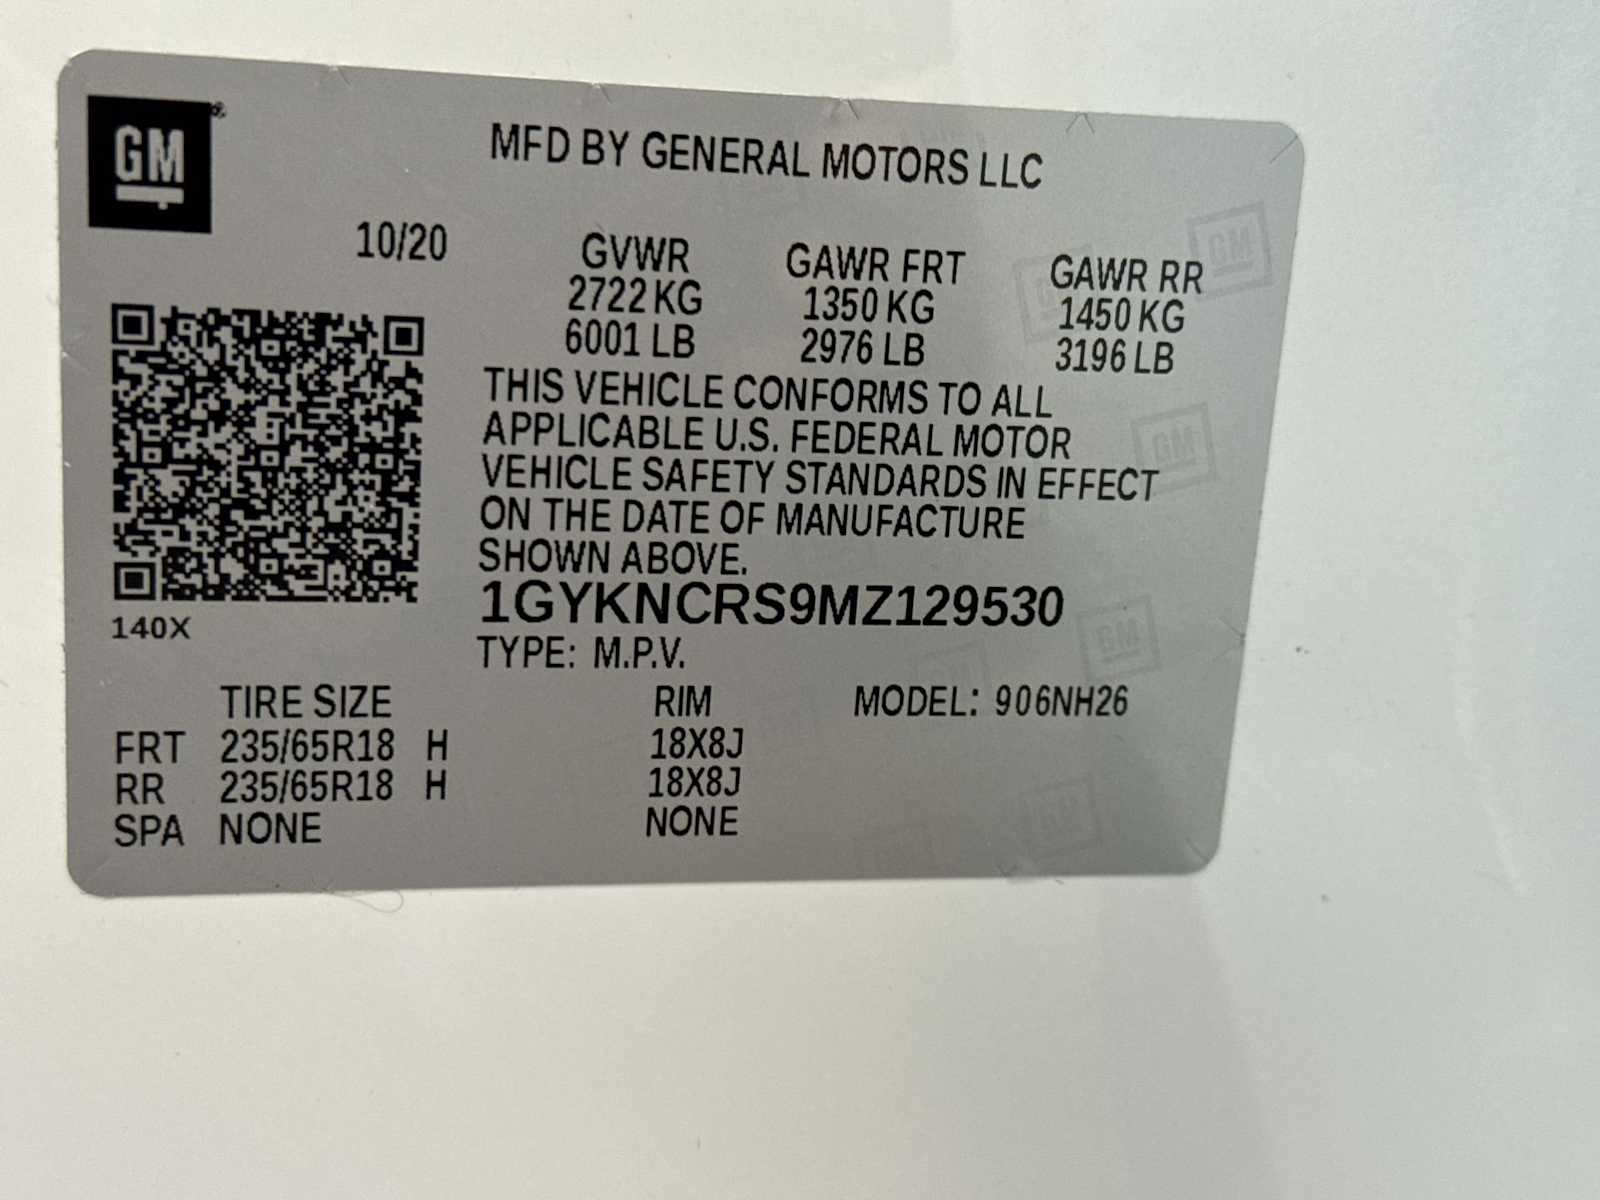 GM®
MFD BY GENERAL MOTORS LLC
10/20 GVWR GAWR FRT GAWR RR
2722 KG 1350 KG 1450 KG
6001 LB 2976 LB 3196 LB
THIS VEHICLE CONFORMS TO ALL
APPLICABLE U.S. FEDERAL MOTOR
VEHICLE SAFETY STANDARDS IN EFFECT
ON THE DATE OF MANUFACTURE
SHOWN ABOVE.
1GYKNCRS9MZ129530
140X
TYPE: M.P.V.
TIRE SIZE RIM MODEL: 906NH26
FRT 235/65R18 H 18X8J
RR 235/65R18 H 18X8J
SPA NONE NONE